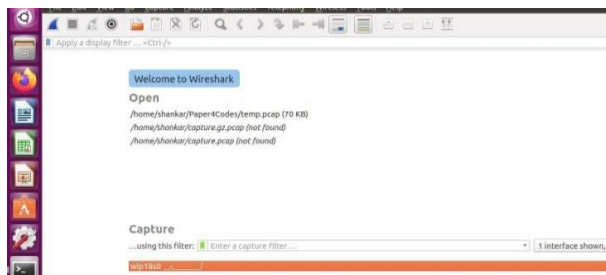 Apply a display filter ... <Ctrl-/>
Welcome to Wireshark
Open
/home/shankar/Paper4Codes/temp.pcap (70 KB)
/home/shankar/capture.gz.pcap (not found)
/home/shankar/capture.pcap (not found)
Capture
...using this filter: Enter a capture filter ...
1 interface shown,
wlp18s0